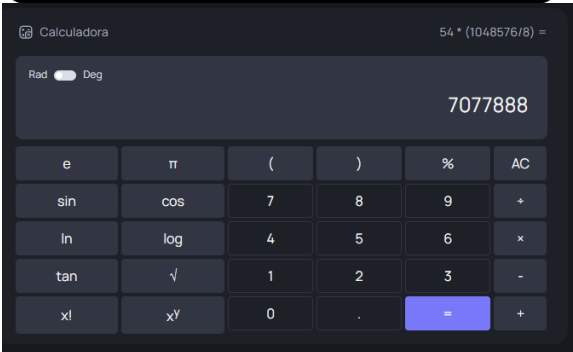 Calculadora 54 * (1048576/8) =
Rad Deg
7077888
e π ( ) % AC
sin cos 7 8 9 ÷
ln log 4 5 6 ×
tan √ 1 2 3 -
x! xʸ 0 . = +